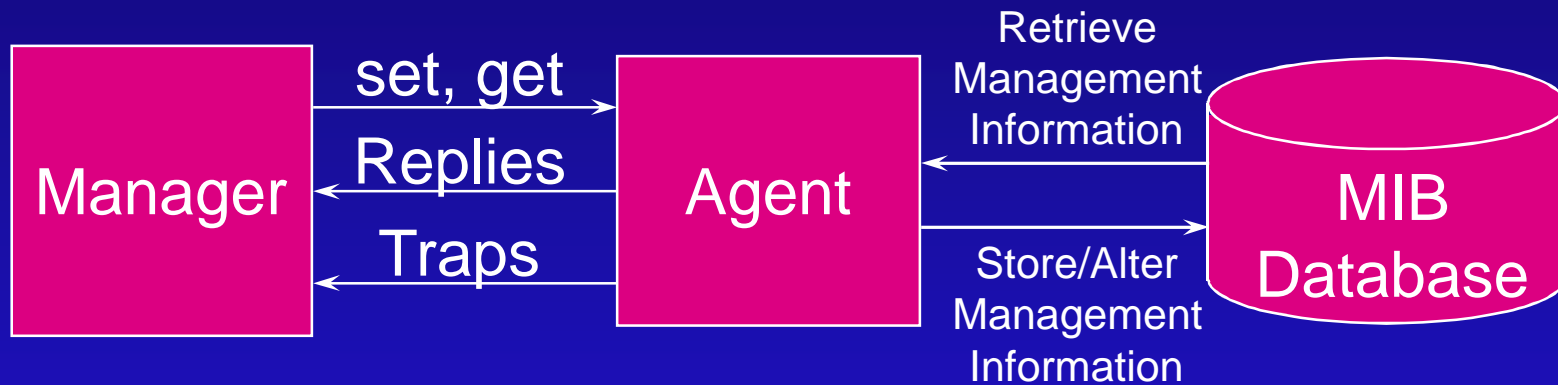 Manager
set, get
Replies
Traps
Agent
Retrieve
Management
Information
Store/Alter
Management
Information
MIB
Database